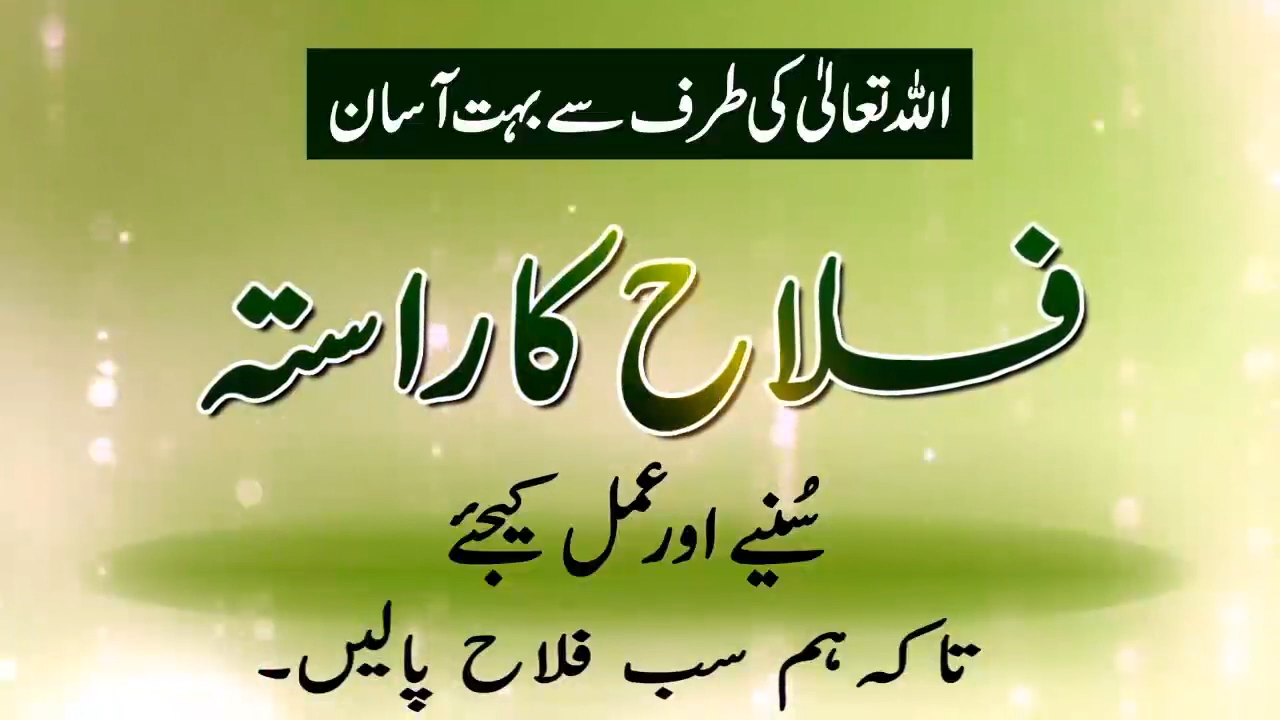 اللہ تعالیٰ کی طرف سے بہت آسان
فلاح کا راستہ
سُنیے اور عمل کیجئے
تاکہ ہم سب فلاح پالیں۔